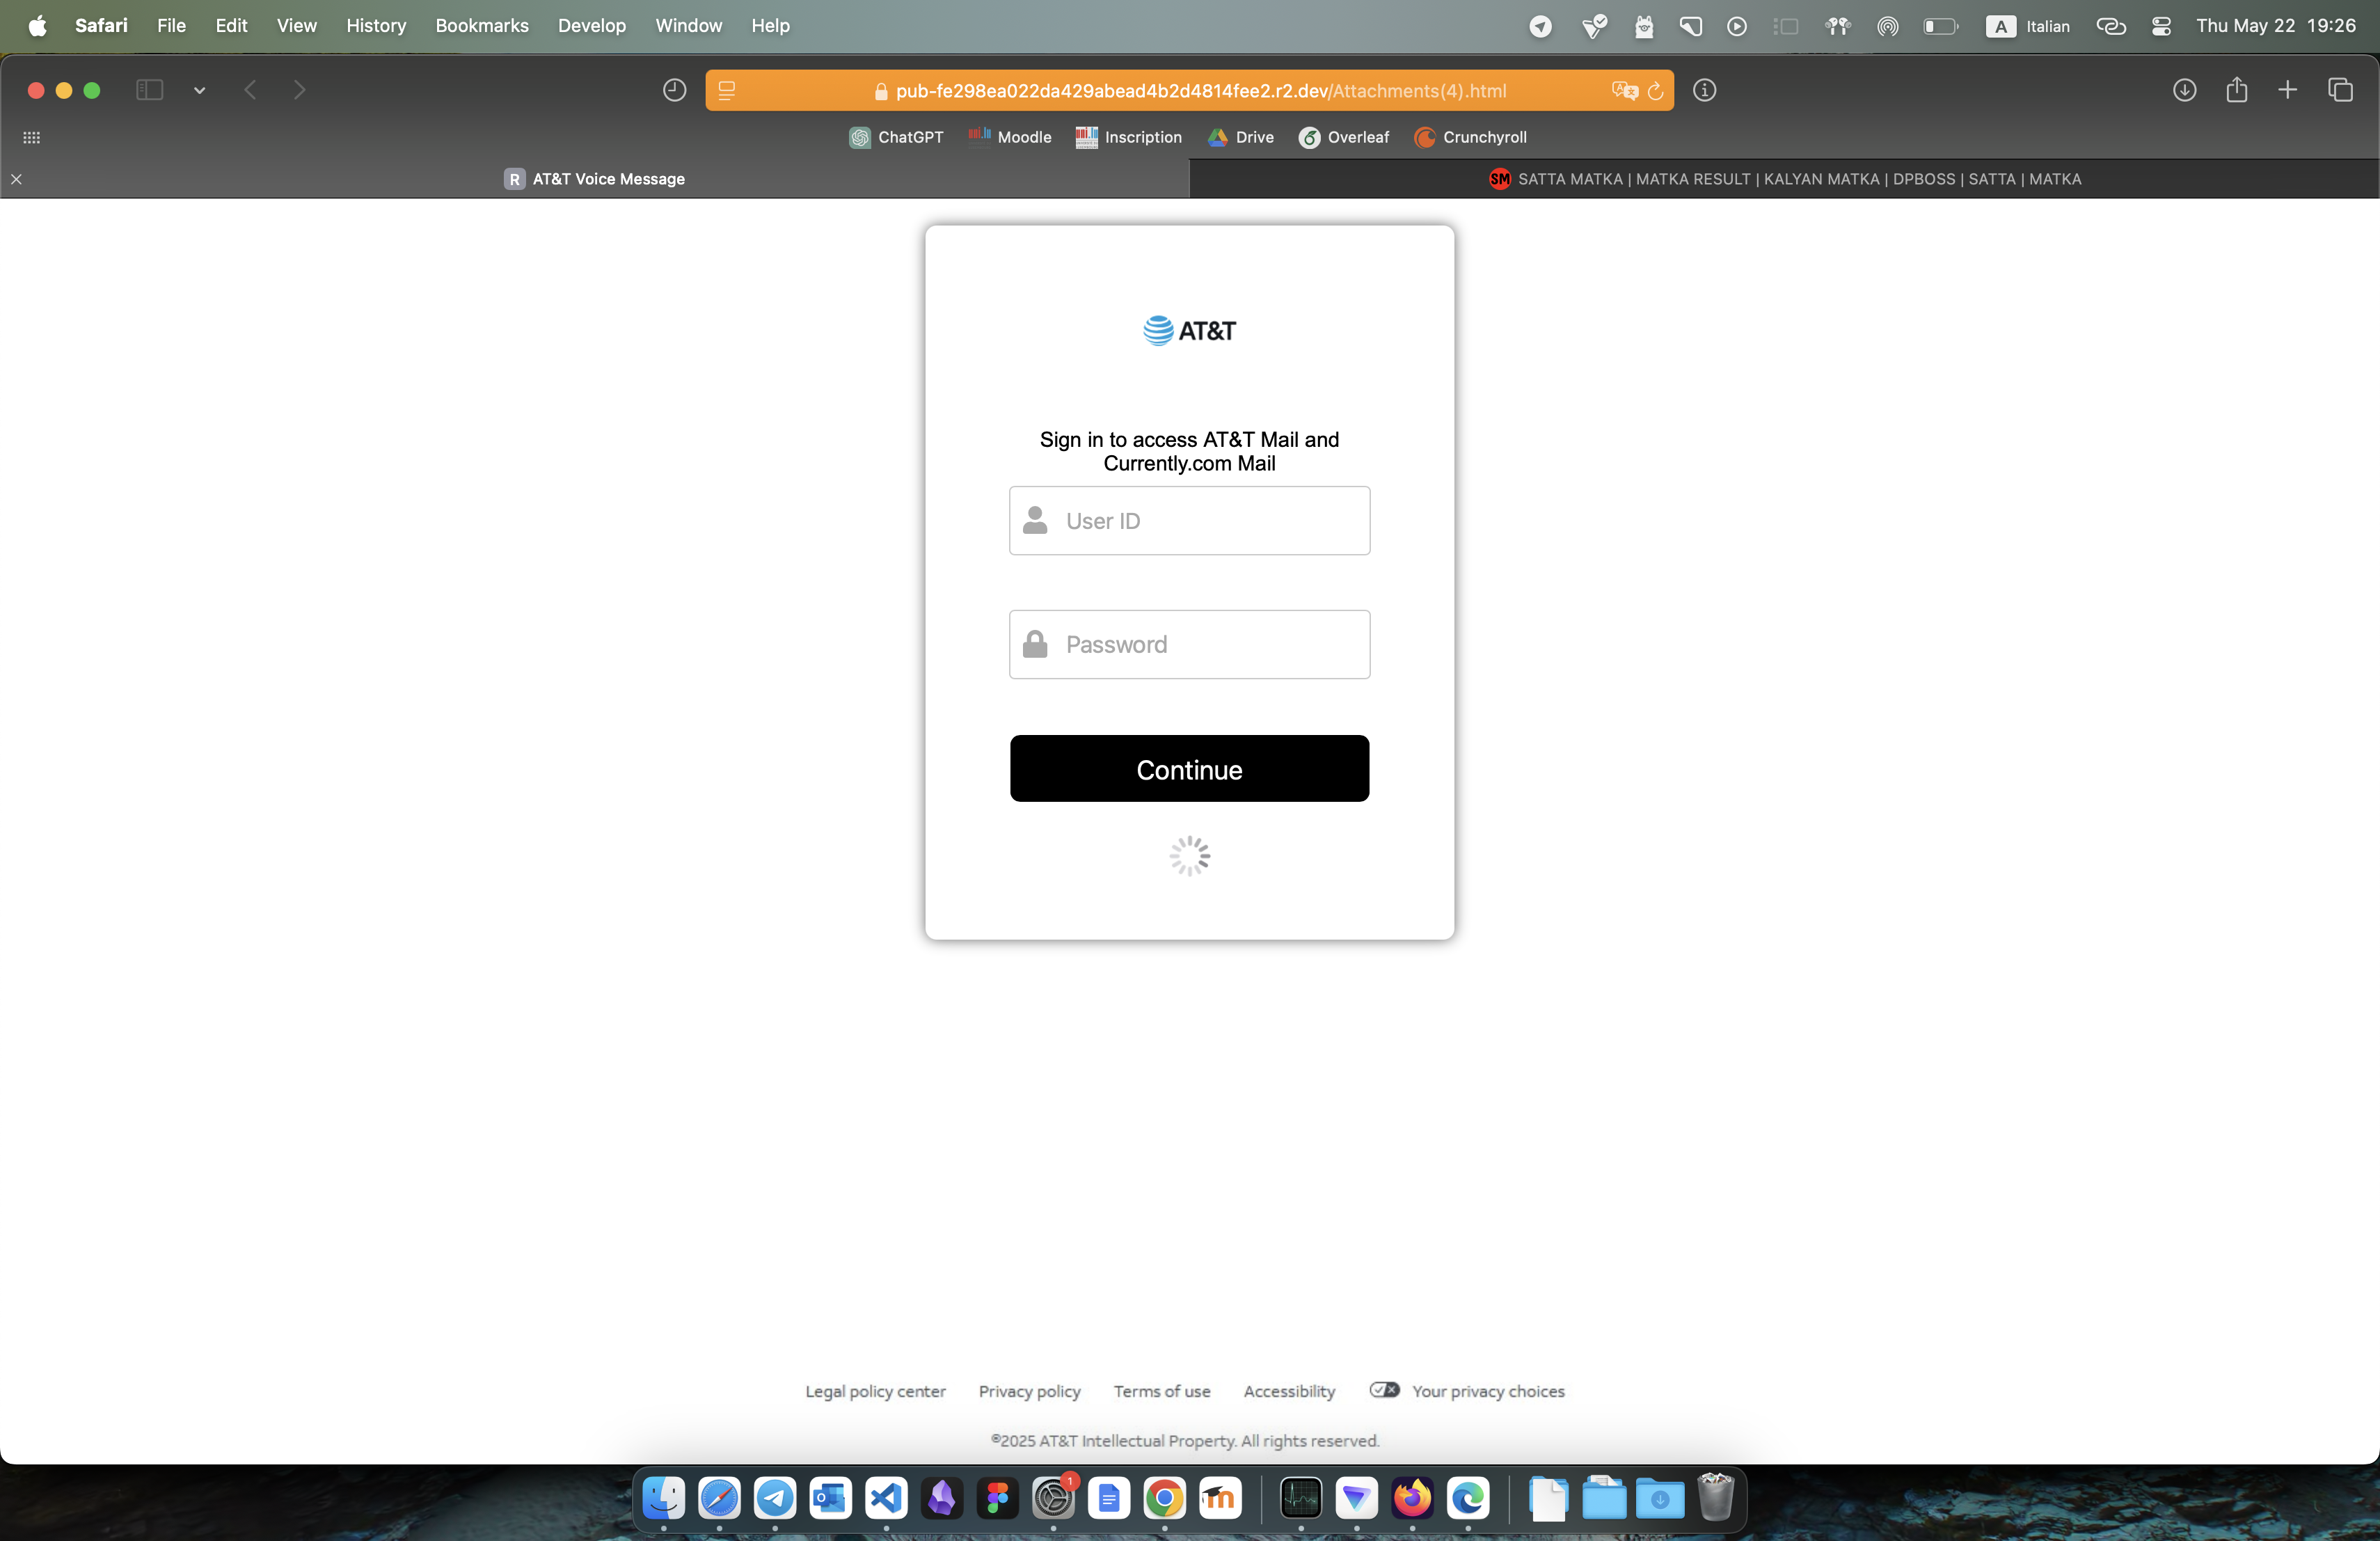 Safari File Edit View History Bookmarks Develop Window Help A Italian Thu May 22 19:26
pub-fe298ea022da429abead4b2d4814fee2.r2.dev/Attachments(4).html
ChatGPT Moodle Inscription Drive Overleaf Crunchyroll
R AT&T Voice Message SM SATTA MATKA | MATKA RESULT | KALYAN MATKA | DPBOSS | SATTA | MATKA
AT&T
Sign in to access AT&T Mail and
Currently.com Mail
User ID
Password
Continue
Legal policy center Privacy policy Terms of use Accessibility Your privacy choices
©2025 AT&T Intellectual Property. All rights reserved.
1